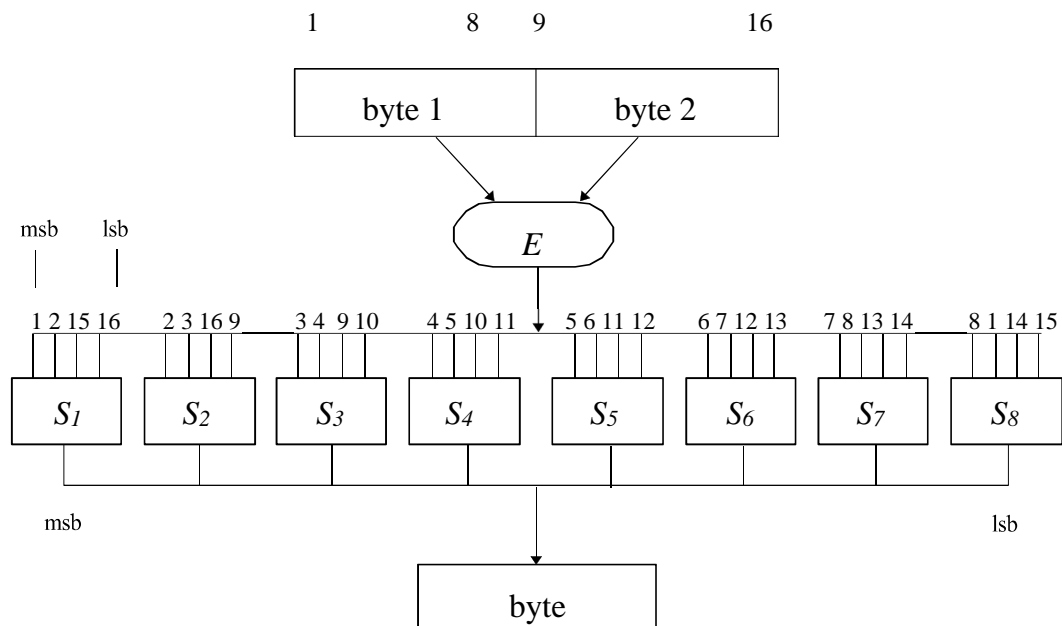 1 8 9 16
byte 1 byte 2
E
msb lsb
1 2 15 16 2 3 16 9 3 4 9 10 4 5 10 11 5 6 11 12 6 7 12 13 7 8 13 14 8 1 14 15
S1 S2 S3 S4 S5 S6 S7 S8
msb lsb
byte